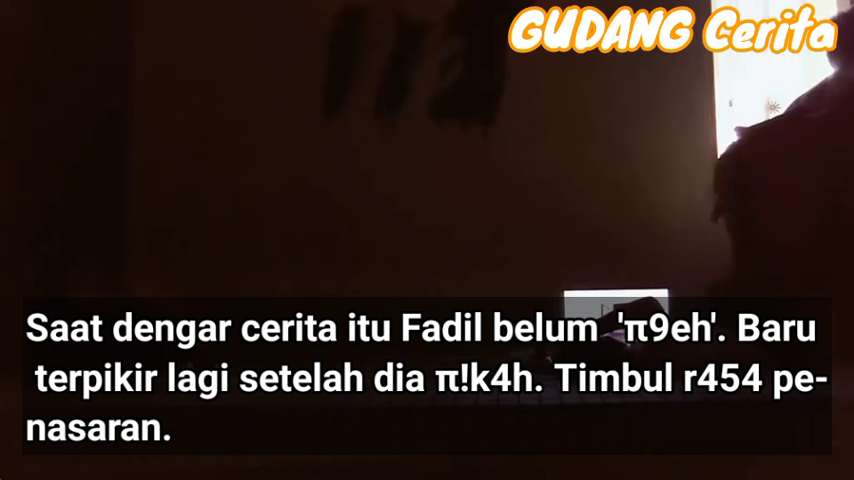 GUDANG Cerita
Saat dengar cerita itu Fadil belum 'π9eh'. Baru
terpikir lagi setelah dia π!k4h. Timbul r454 pe-
nasaran.